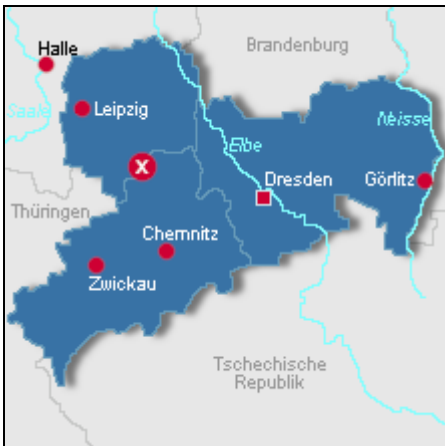 Halle
Brandenburg
Saale
Leipzig
Neisse
Elbe
X
Dresden
Görlitz
Thüringen
Chemnitz
Zwickau
Tschechische
Republik